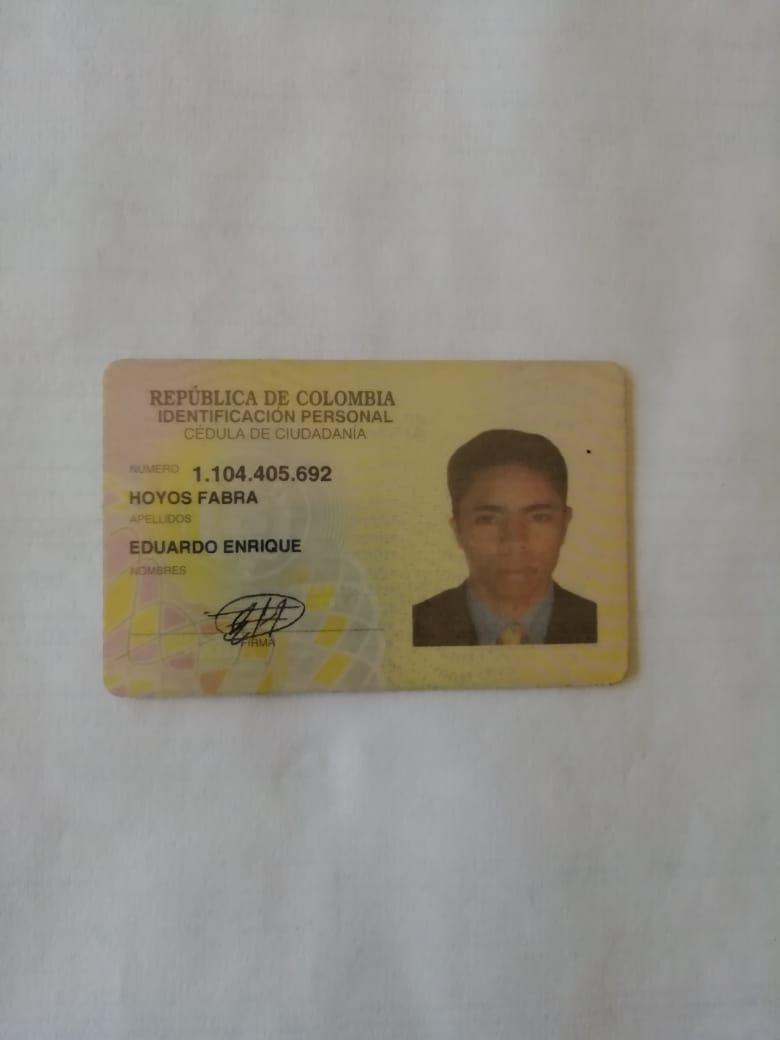 REPÚBLICA DE COLOMBIA
IDENTIFICACIÓN PERSONAL
CÉDULA DE CIUDADANÍA
NUMERO 1.104.405.692
HOYOS FABRA
APELLIDOS
EDUARDO ENRIQUE
NOMBRES
FIRMA